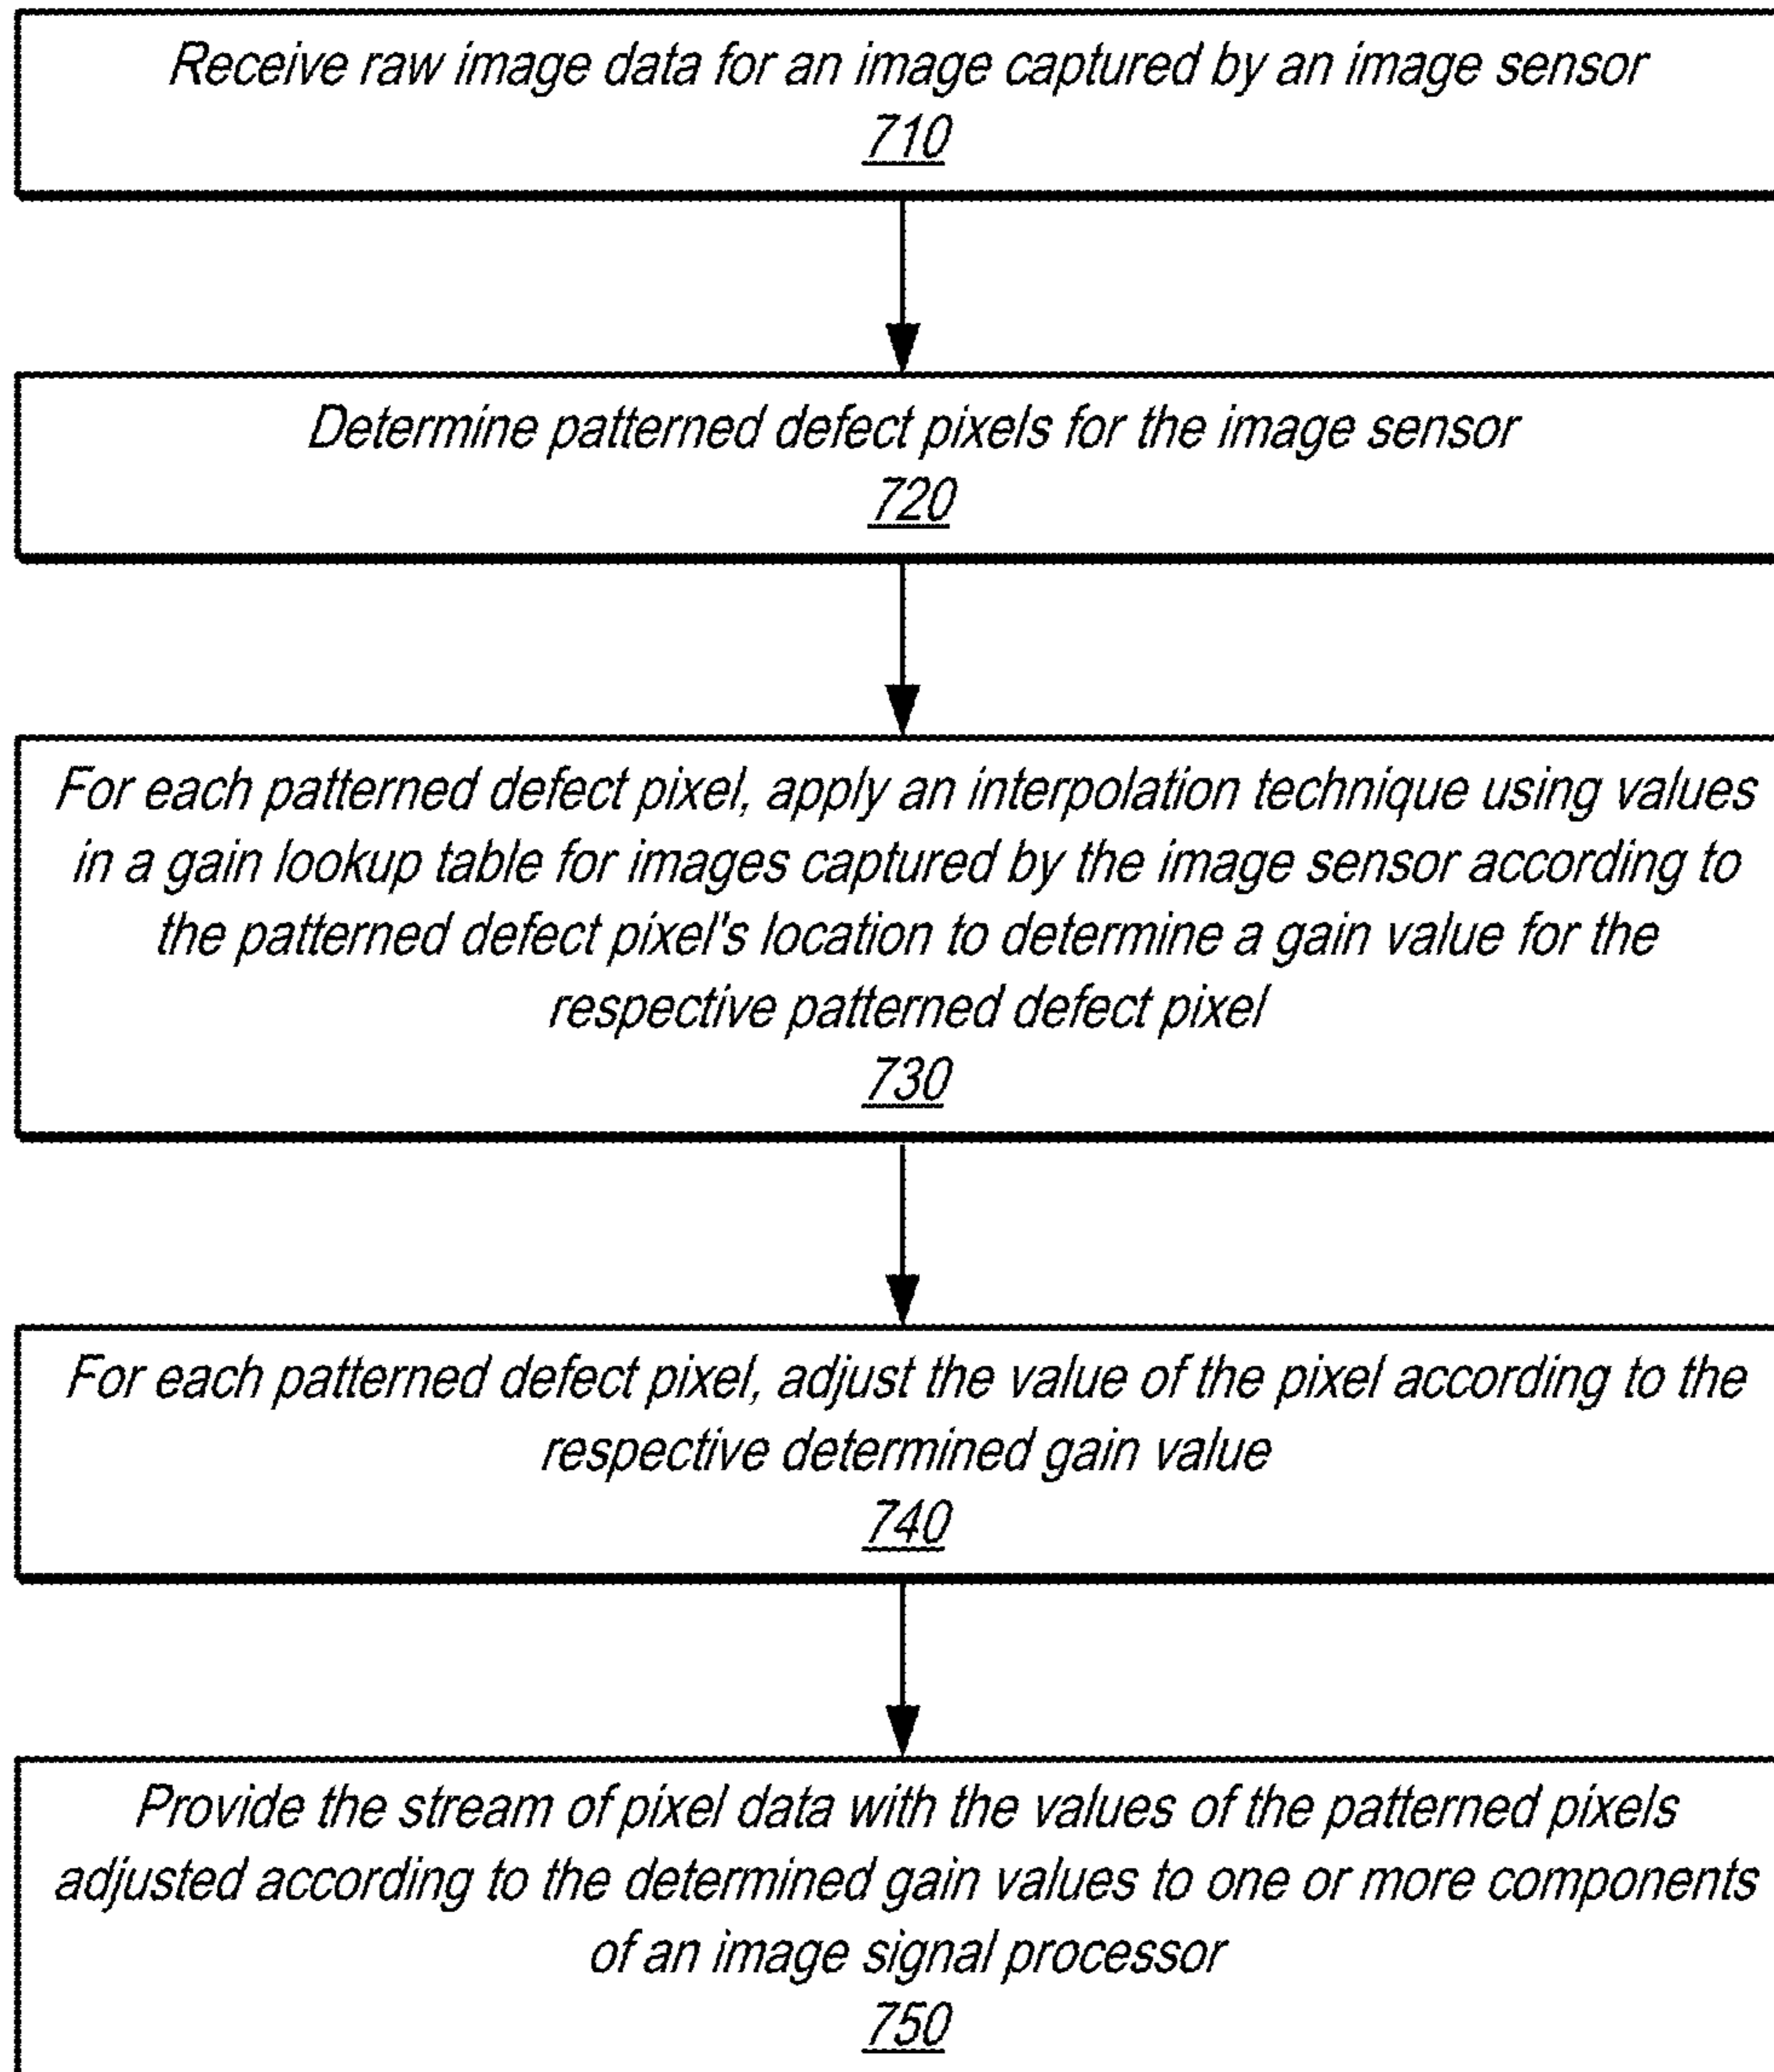 Receive raw image data for an image captured by an image sensor
710
Determine patterned defect pixels for the image sensor
720
For each patterned defect pixel, apply an interpolation technique using values
in a gain lookup table for images captured by the image sensor according to
the patterned defect pixel's location to determine a gain value for the
respective patterned defect pixel
730
For each patterned defect pixel, adjust the value of the pixel according to the
respective determined gain value
740
Provide the stream of pixel data with the values of the patterned pixels
adjusted according to the determined gain values to one or more components
of an image signal processor
750